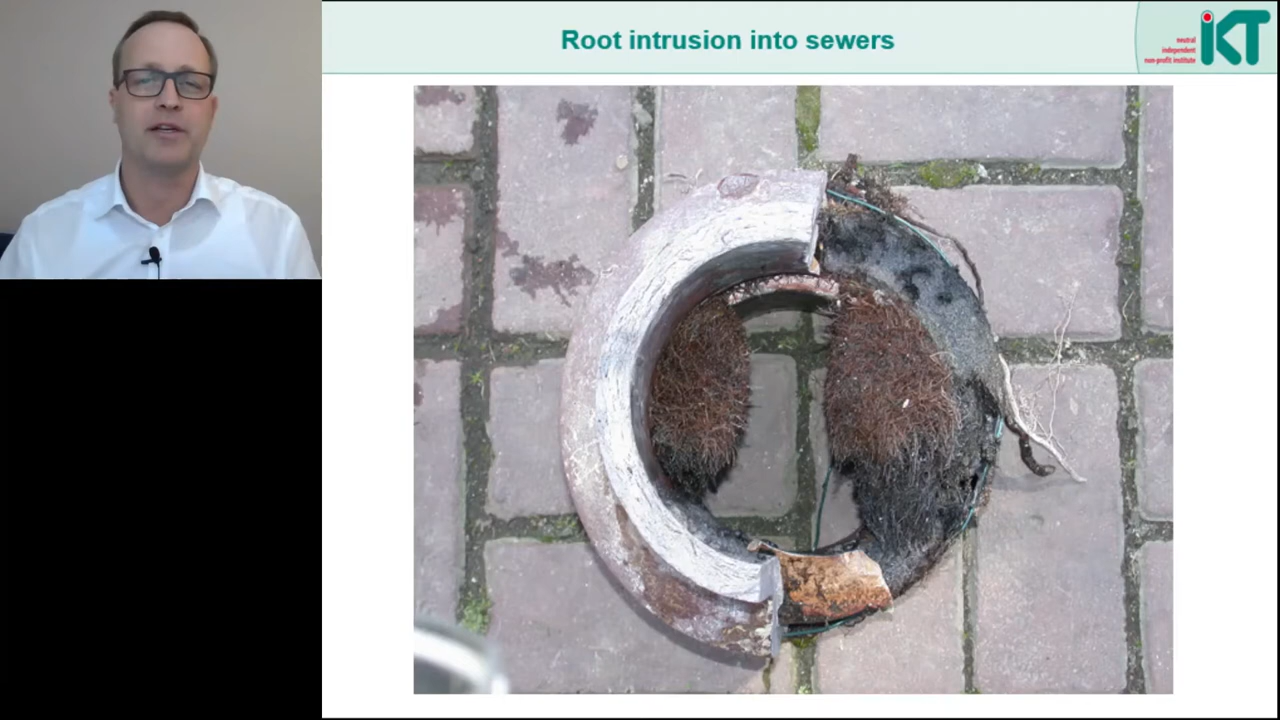 Root intrusion into sewers
neutral
independent
non-profit institute
iKT